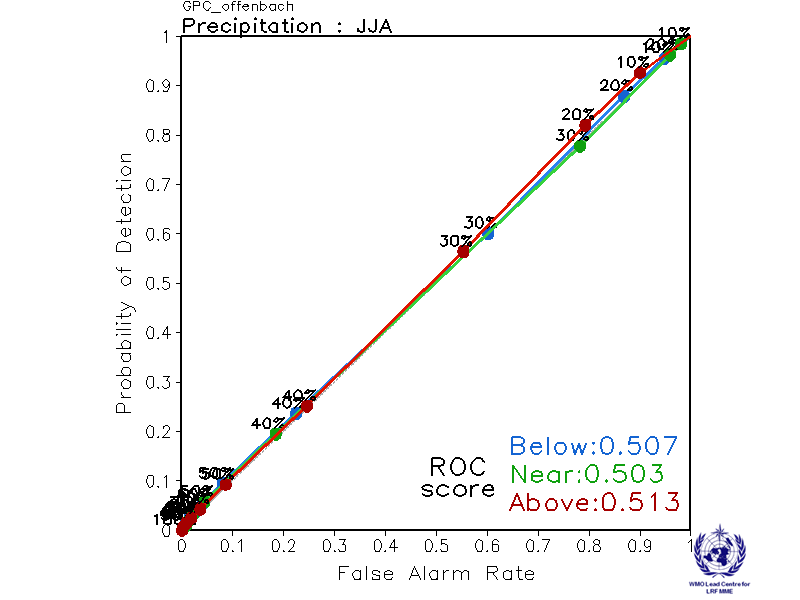 GPC_offenbach
Precipitation : JJA
1
0.9
0.8
0.7
0.6
0.5
0.4
0.3
0.2
0.1
0
Probability of Detection
10%
10%
20%
10%
20%
20%
30%
30%
30%
40%
40%
40%
50%
ROC
score
Below:0.507
Near:0.503
Above:0.513
0 0.1 0.2 0.3 0.4 0.5 0.6 0.7 0.8 0.9 1
False Alarm Rate
WMO Lead Centre for
LRF MME